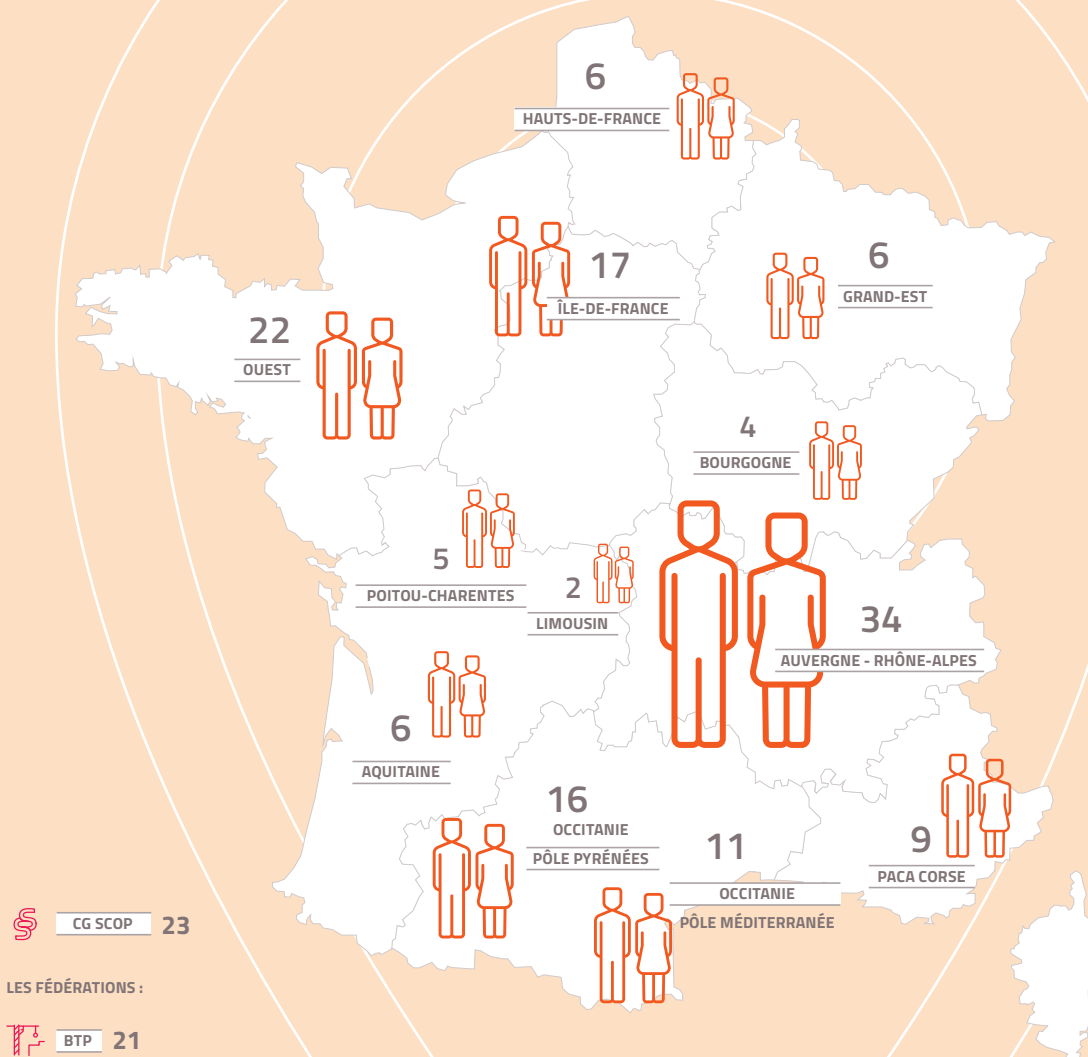 6
HAUTS-DE-FRANCE
17
ÎLE-DE-FRANCE
6
GRAND-EST
22
OUEST
4
BOURGOGNE
5
POITOU-CHARENTES
2
LIMOUSIN
34
AUVERGNE - RHÔNE-ALPES
6
AQUITAINE
16
OCCITANIE
PÔLE PYRÉNÉES
11
OCCITANIE
PÔLE MÉDITERRANÉE
9
PACA CORSE
CG SCOP 23
LES FÉDÉRATIONS :
BTP 21